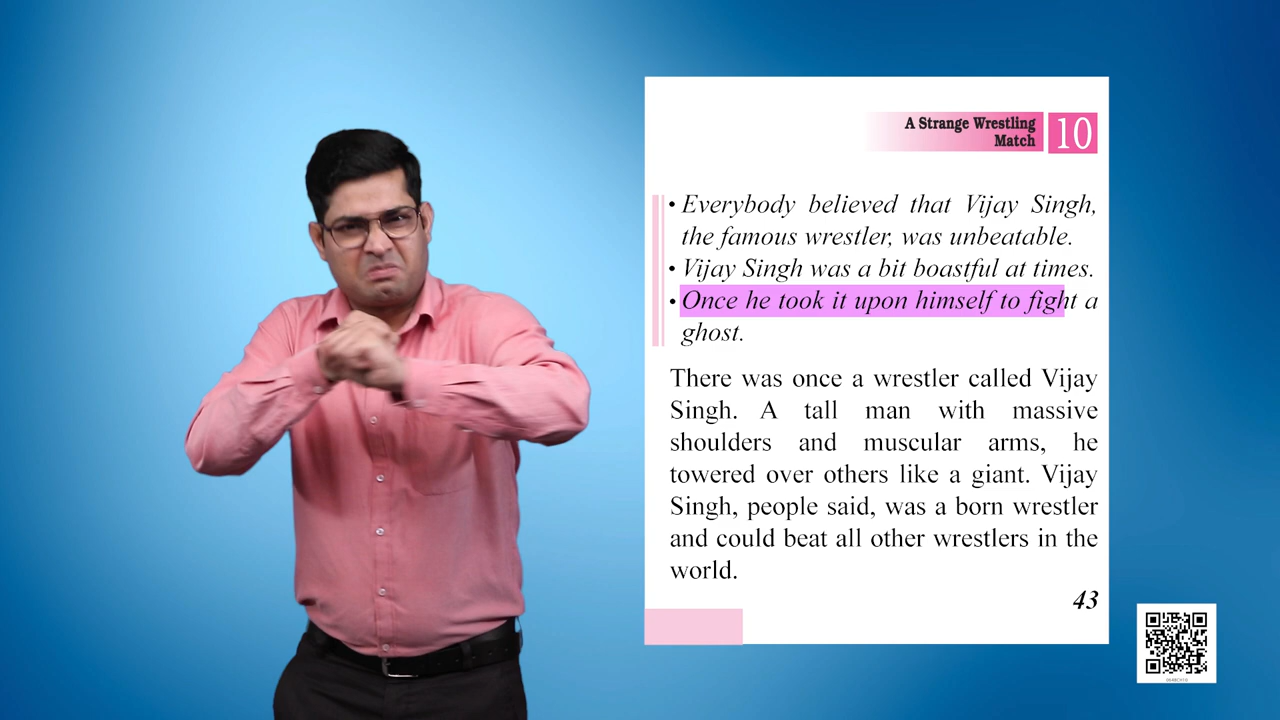 A Strange Wrestling
Match
10
• Everybody believed that Vijay Singh,
the famous wrestler, was unbeatable.
• Vijay Singh was a bit boastful at times.
• Once he took it upon himself to fight a
ghost.
There was once a wrestler called Vijay
Singh. A tall man with massive
shoulders and muscular arms, he
towered over others like a giant. Vijay
Singh, people said, was a born wrestler
and could beat all other wrestlers in the
world.
43